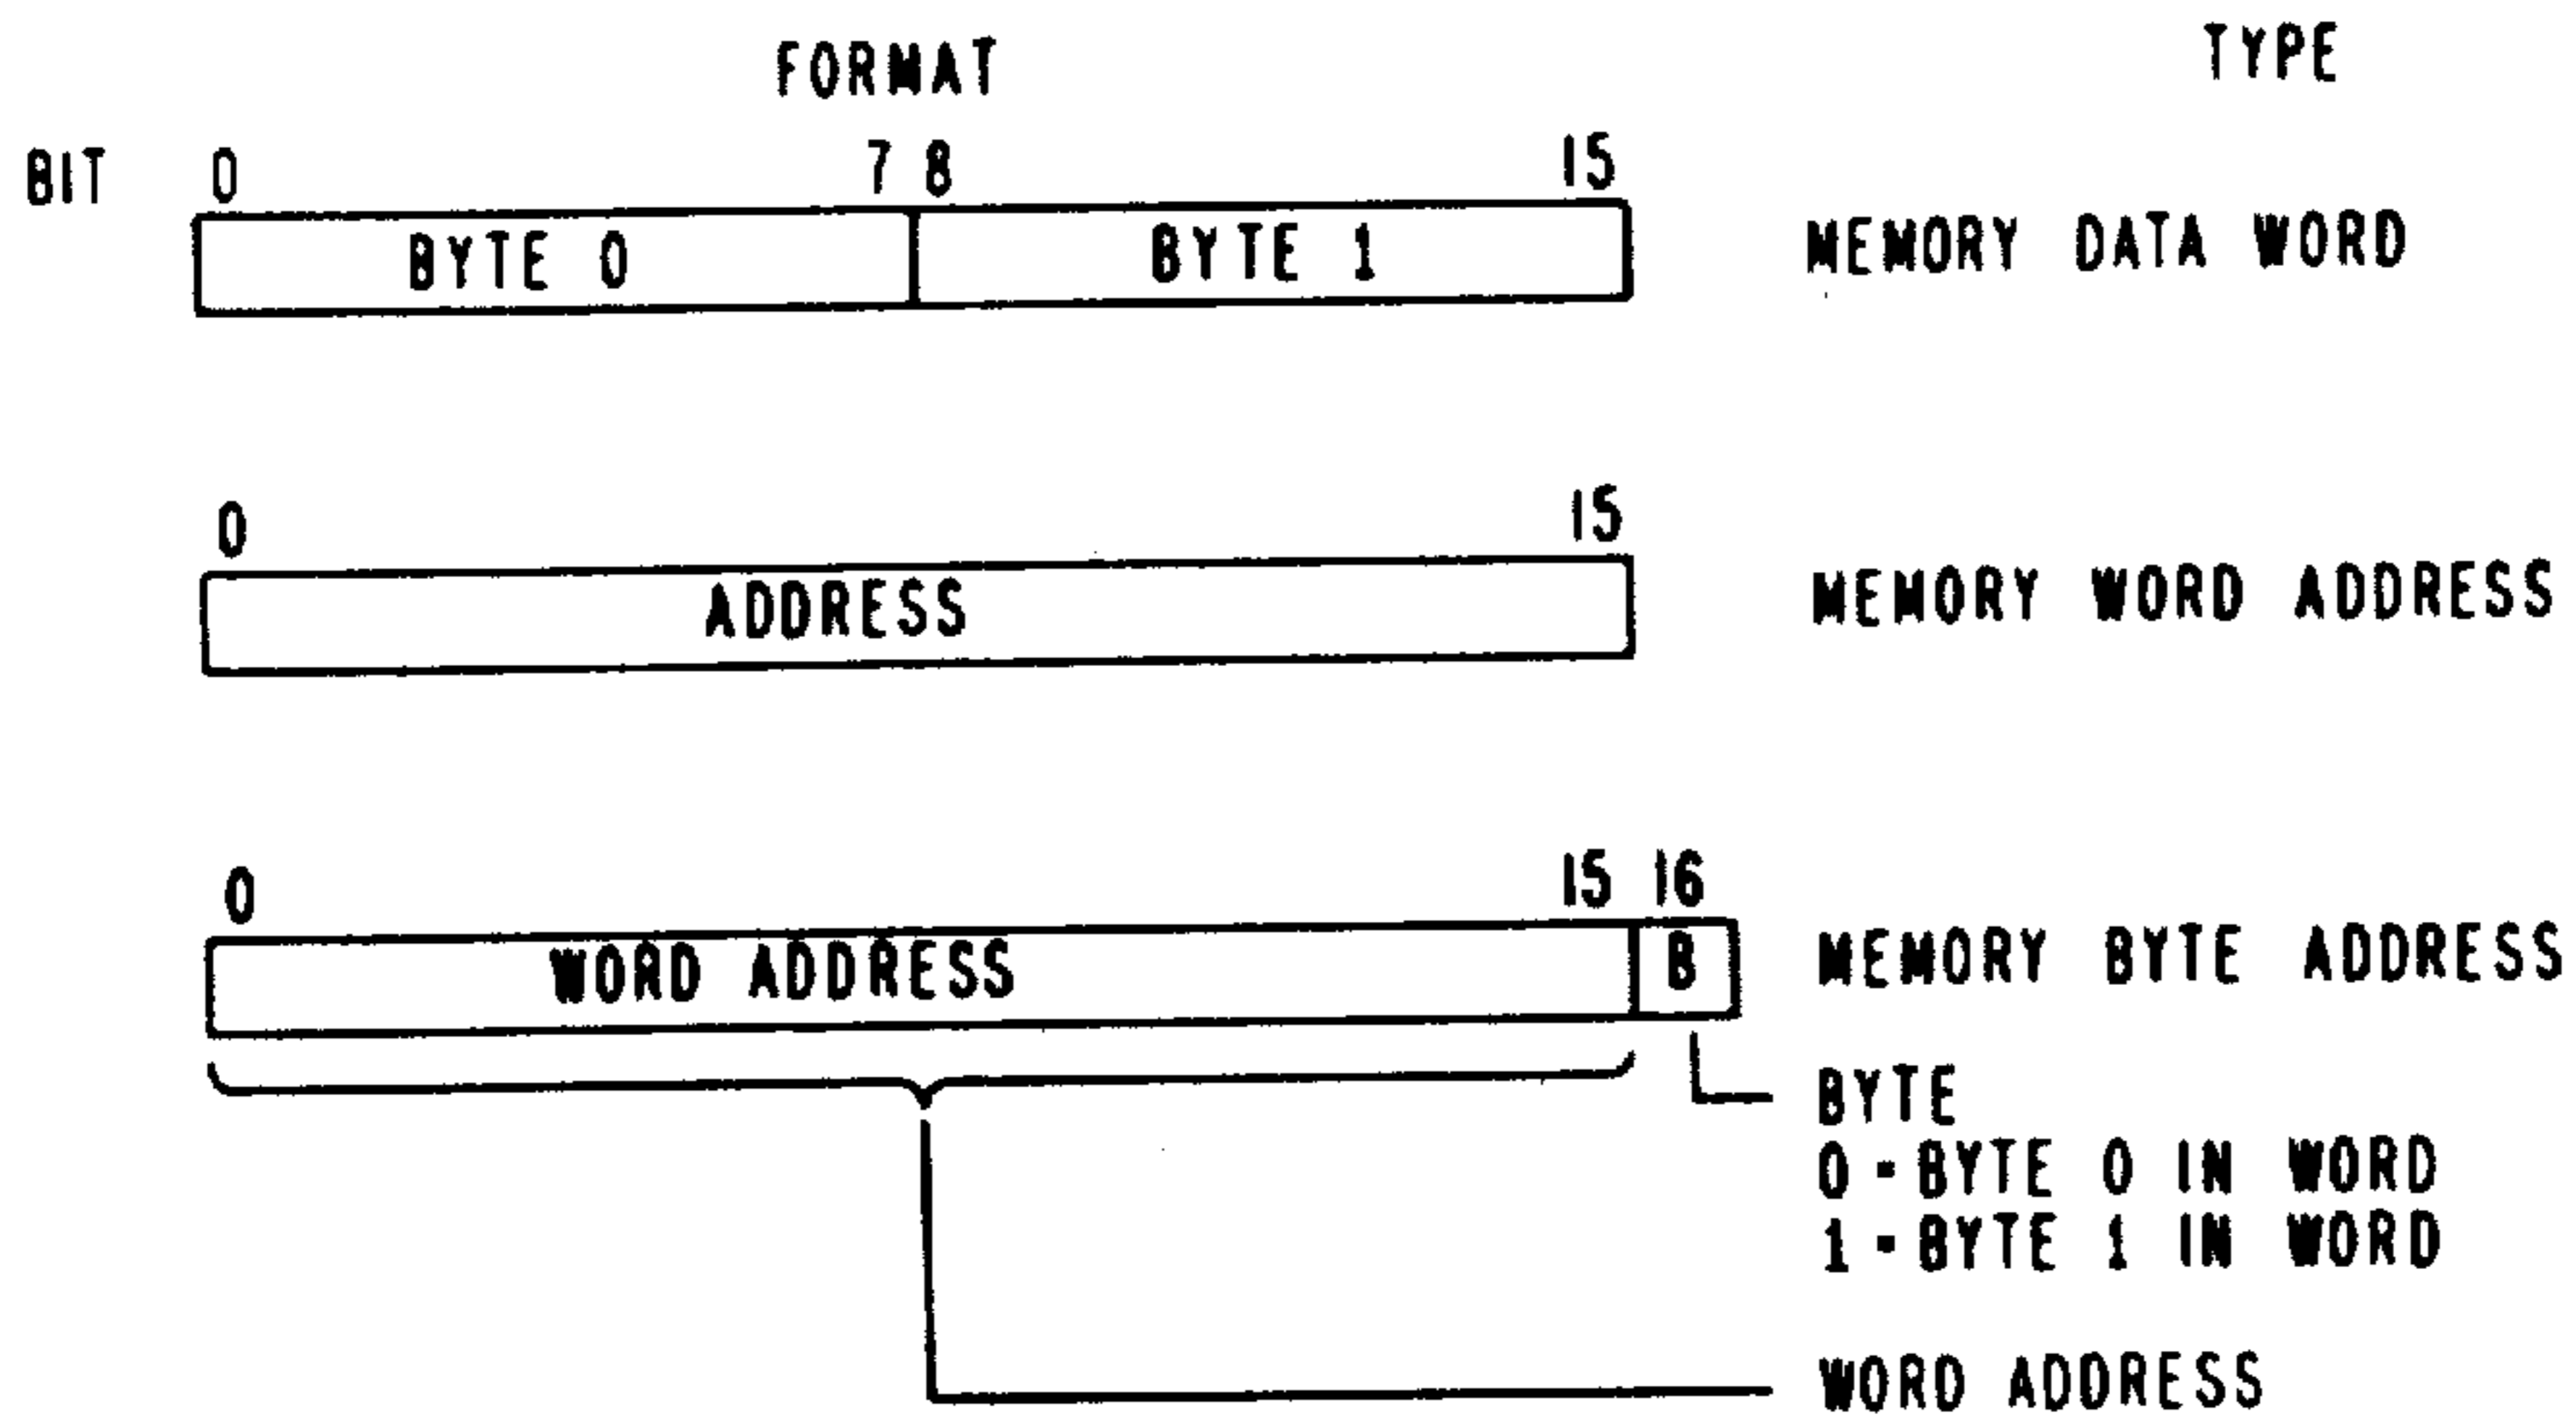 FORMAT TYPE
BIT 0 7 8 15
BYTE 0 BYTE 1 MEMORY DATA WORD
0 15
ADDRESS MEMORY WORD ADDRESS
0 15 16
WORD ADDRESS B MEMORY BYTE ADDRESS
BYTE
0 - BYTE 0 IN WORD
1 - BYTE 1 IN WORD
WORD ADDRESS